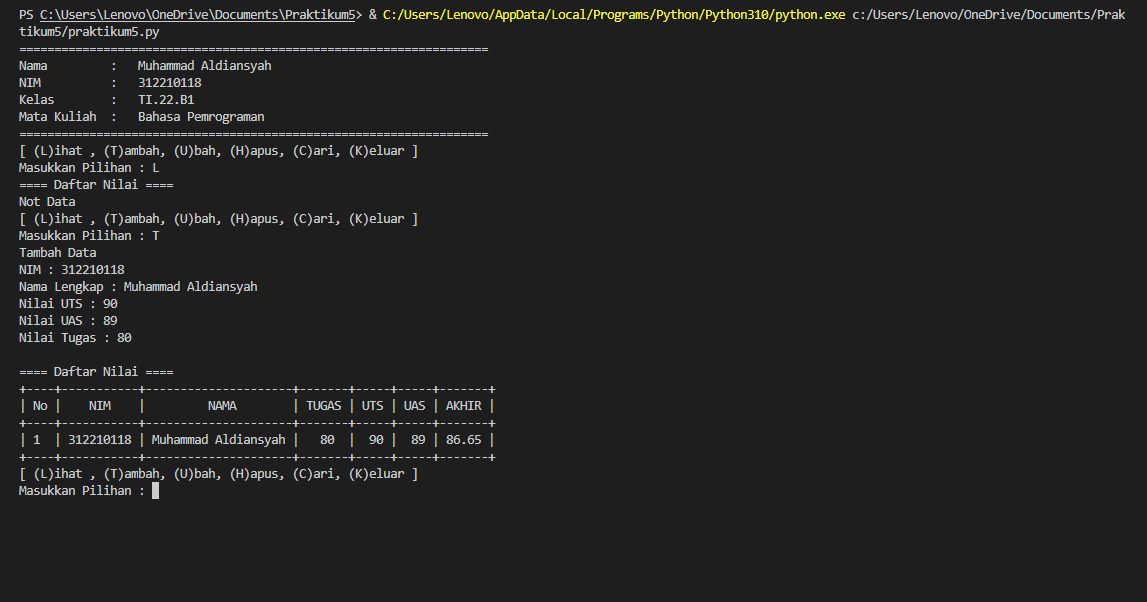 PS C:\Users\Lenovo\OneDrive\Documents\Praktikum5> & C:/Users/Lenovo/AppData/Local/Programs/Python/Python310/python.exe c:/Users/Lenovo/OneDrive/Documents/Prak
tikum5/praktikum5.py
===================================================================
Nama         :   Muhammad Aldiansyah
NIM          :   312210118
Kelas        :   TI.22.B1
Mata Kuliah  :   Bahasa Pemrograman
===================================================================
[ (L)ihat , (T)ambah, (U)bah, (H)apus, (C)ari, (K)eluar ]
Masukkan Pilihan : L
==== Daftar Nilai ====
Not Data
[ (L)ihat , (T)ambah, (U)bah, (H)apus, (C)ari, (K)eluar ]
Masukkan Pilihan : T
Tambah Data
NIM : 312210118
Nama Lengkap : Muhammad Aldiansyah
Nilai UTS : 90
Nilai UAS : 89
Nilai Tugas : 80

==== Daftar Nilai ====
+----+-----------+---------------------+-------+-----+-----+-------+
| No |    NIM    |         NAMA        | TUGAS | UTS | UAS | AKHIR |
+----+-----------+---------------------+-------+-----+-----+-------+
| 1  | 312210118 | Muhammad Aldiansyah |   80  |  90 |  89 | 86.65 |
+----+-----------+---------------------+-------+-----+-----+-------+
[ (L)ihat , (T)ambah, (U)bah, (H)apus, (C)ari, (K)eluar ]
Masukkan Pilihan :